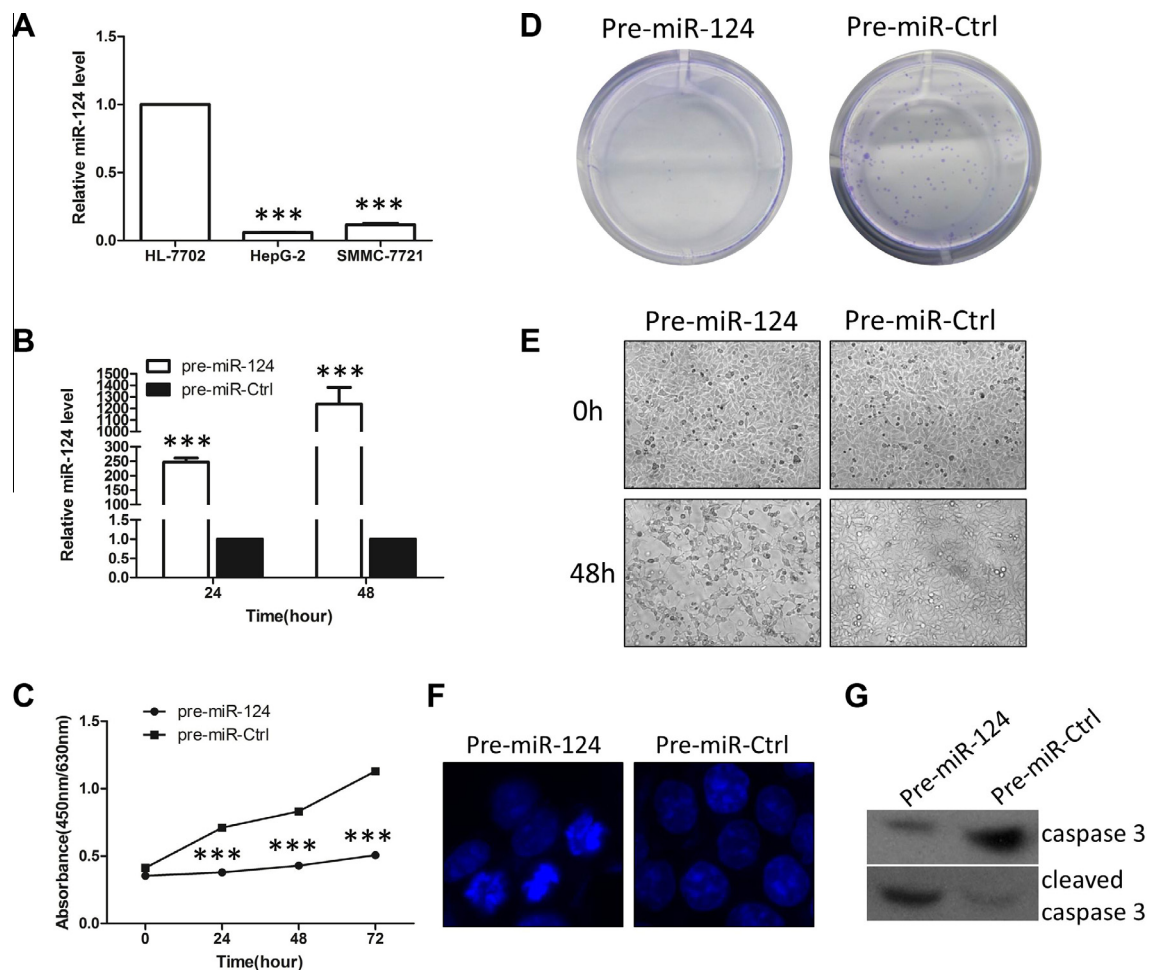 A
Relative miR-124 level
1.5
1.0
0.5
0.0
***
***
HL-7702
HepG-2
SMMC-7721
B
pre-miR-124
pre-miR-Ctrl
Relative miR-124 level
1500
1400
1300
1200
1100
1000
300
250
200
150
100
1.5
1.0
0.5
0.0
***
***
24
48
Time(hour)
C
pre-miR-124
pre-miR-Ctrl
Absorbance(450nm/630nm)
1.5
1.0
0.5
0.0
***
***
***
0
24
48
72
Time(hour)
D
Pre-miR-124
Pre-miR-Ctrl
E
Pre-miR-124
Pre-miR-Ctrl
0h
48h
F
Pre-miR-124
Pre-miR-Ctrl
G
Pre-miR-124
Pre-miR-Ctrl
caspase 3
cleaved
caspase 3